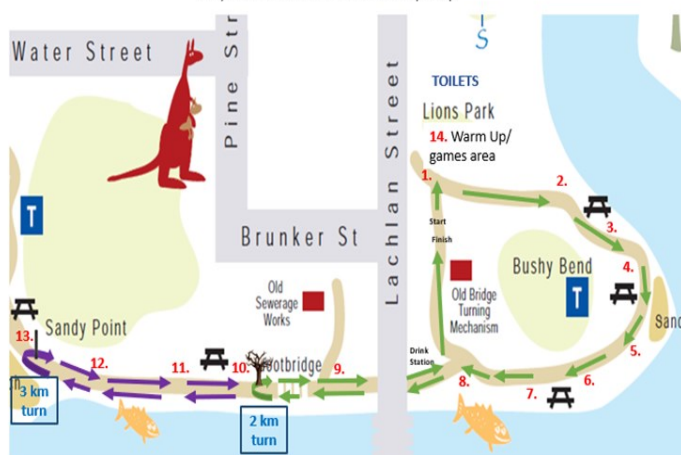 Water Street
Pine Str
Lachlan Street
S
TOILETS
Lions Park
14. Warm Up/
games area
1.
2.
3.
4.
5.
6.
7.
8.
Start
Finish
Brunker St
Bushy Bend
T
T
Old Bridge
Turning
Mechanism
Old
Sewerage
Works
Sand
Sandy Point
Drink
Station
13.
12.
11.
10.
ootbridge
9.
3 km
turn
2 km
turn